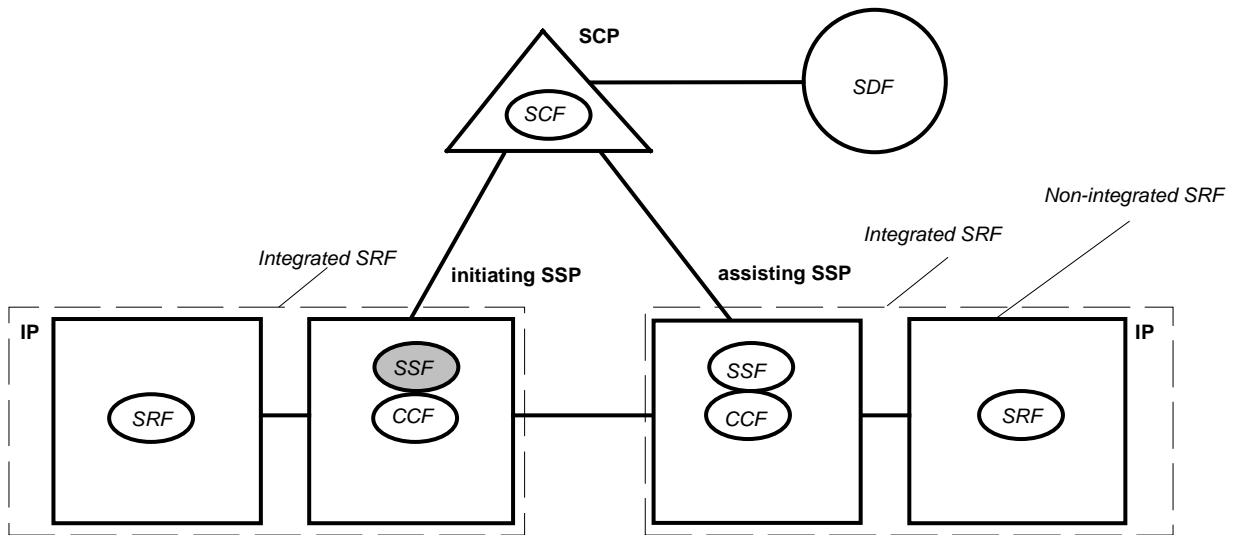 SCP
SCF
SDF
Non-integrated SRF
Integrated SRF
Integrated SRF
initiating SSP
assisting SSP
IP
IP
SSF
SSF
SRF
CCF
CCF
SRF